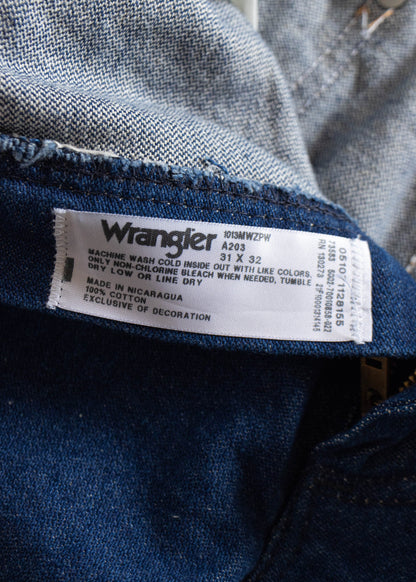 Wrangler 1013MWZPW
A203
31 X 32
MACHINE WASH COLD INSIDE OUT WITH LIKE COLORS,
ONLY NON-CHLORINE BLEACH WHEN NEEDED, TUMBLE
DRY LOW OR LINE DRY
MADE IN NICARAGUA
100% COTTON
EXCLUSIVE OF DECORATION
051071128155